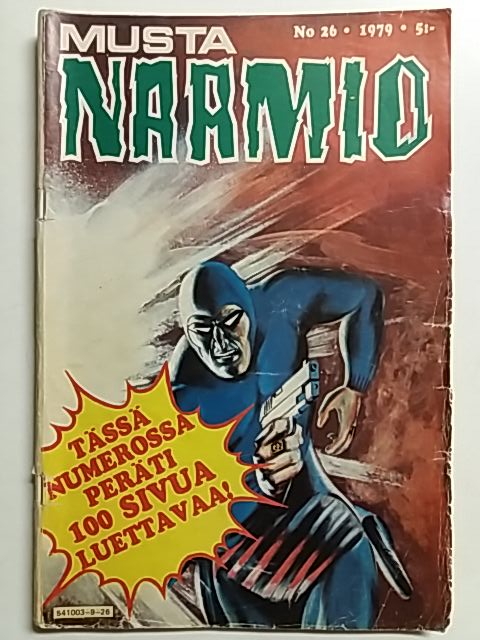 MUSTA
No 26 • 1979 • 5:-
NAAMIO
TÄSSÄ
NUMEROSSA
PERÄTI
100 SIVUA
LUETTAVAA!
541003-9-26